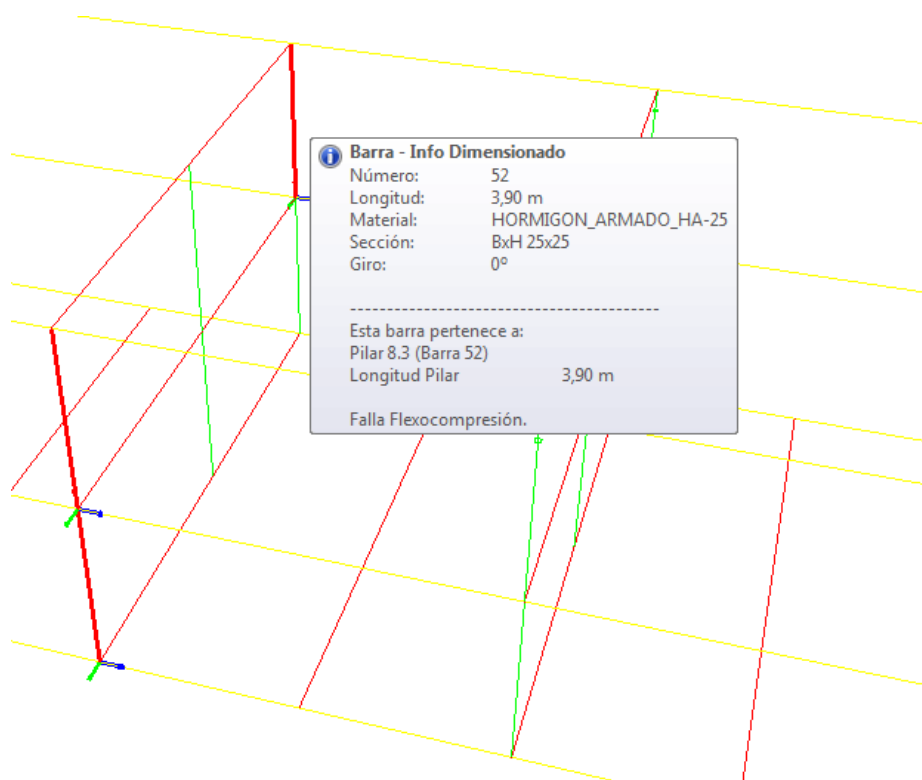 Barra - Info Dimensionado
Número: 52
Longitud: 3,90 m
Material: HORMIGON_ARMADO_HA-25
Sección: BxH 25x25
Giro: 0º
-----------------------------------------
Esta barra pertenece a:
Pilar 8.3 (Barra 52)
Longitud Pilar 3,90 m
Falla Flexocompresión.